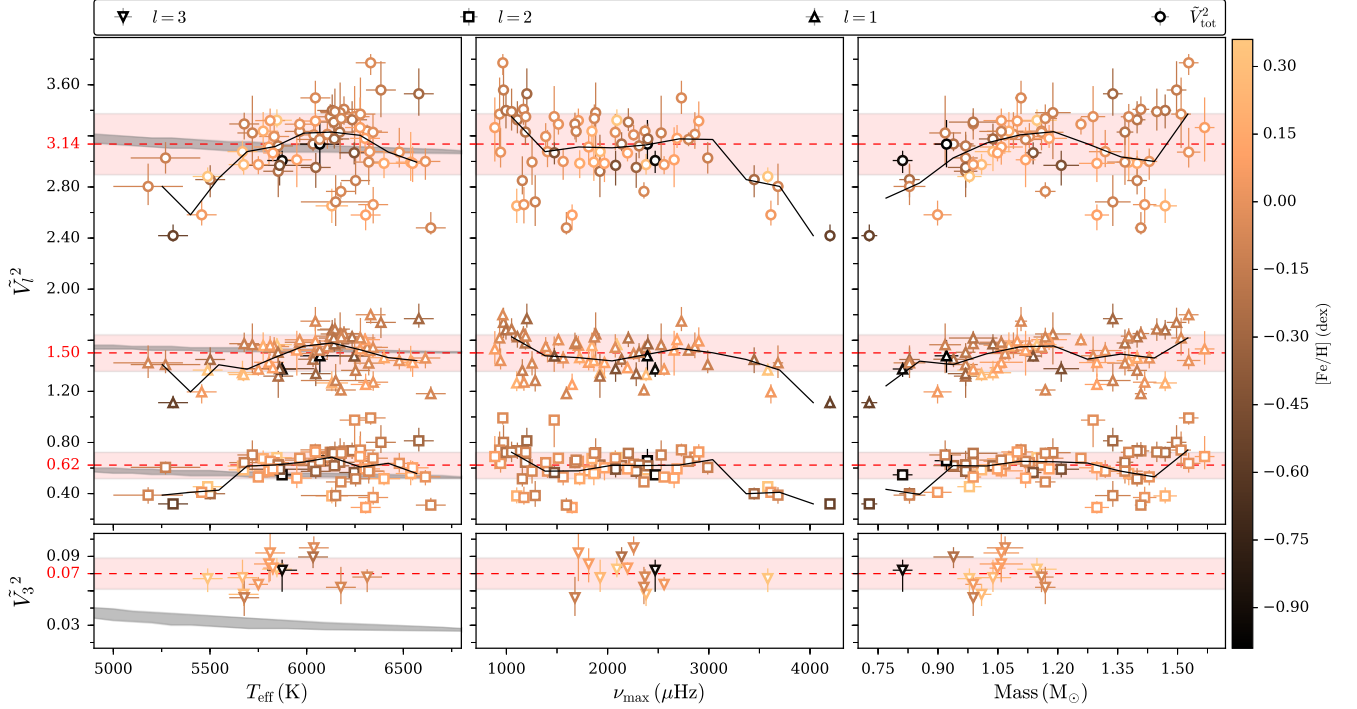 l = 3 l = 2 l = 1 Ṽ²tot
3.60
3.14
2.80
2.40
2.00
1.50
1.20
0.80
0.62
0.40
Ṽl²
0.09
0.07
0.03
Ṽ3²
5000 5500 6000 6500
Teff (K)
1000 2000 3000 4000
νmax (μHz)
0.75 0.90 1.05 1.20 1.35 1.50
Mass (M⊙)
0.30
0.15
0.00
−0.15
−0.30
−0.45
−0.60
−0.75
−0.90
[Fe/H] (dex)